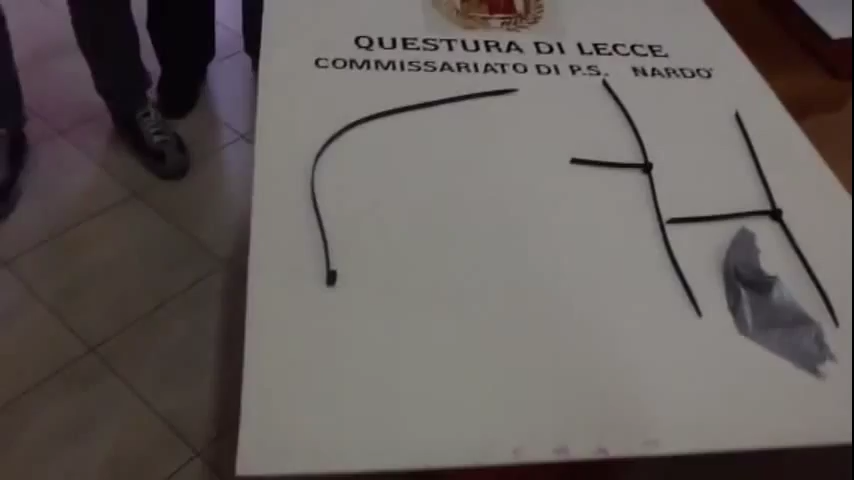 QUESTURA DI LECCE
COMMISSARIATO DI P.S. NARDO'